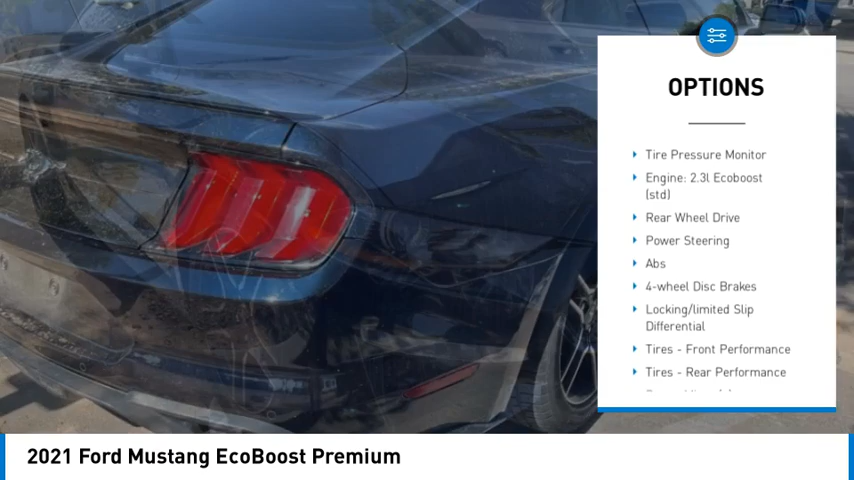 OPTIONS
Tire Pressure Monitor
Engine: 2.3l Ecoboost
(std)
Rear Wheel Drive
Power Steering
Abs
4-wheel Disc Brakes
Locking/limited Slip
Differential
Tires - Front Performance
Tires - Rear Performance
2021 Ford Mustang EcoBoost Premium